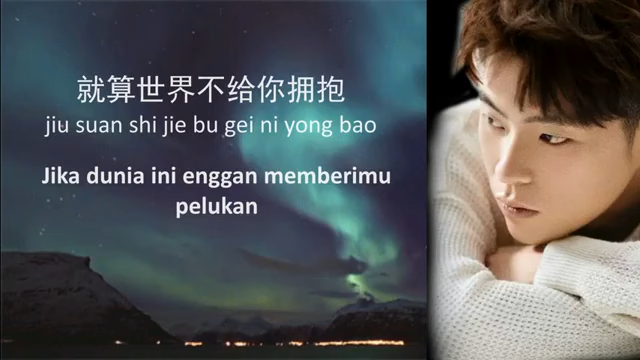 就算世界不给你拥抱
jiu suan shi jie bu gei ni yong bao
Jika dunia ini enggan memberimu
pelukan